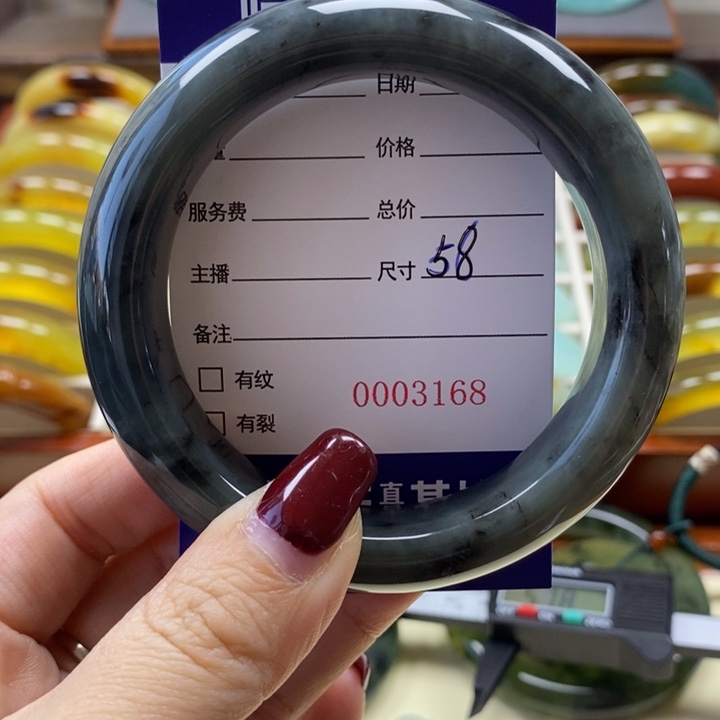 日期
价格
服务费 总价
主播 尺寸 58
备注
有纹 0003168
有裂
真